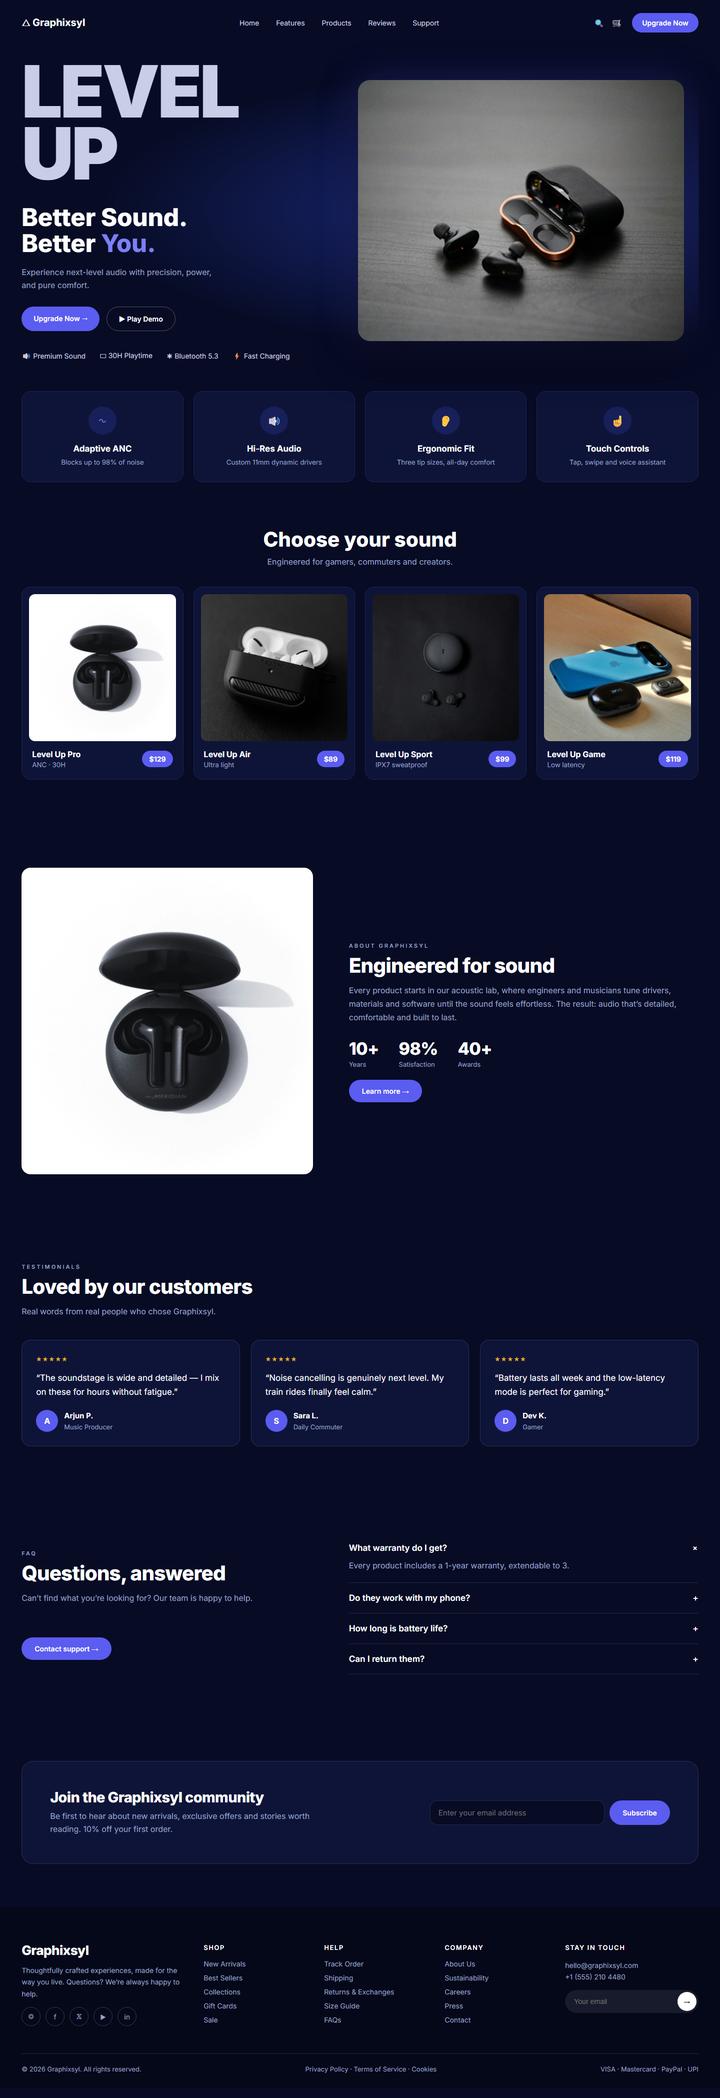 Graphixsyl
Home Features Products Reviews Support
Upgrade Now
LEVEL
UP
Better Sound.
Better You.
Experience next-level audio with precision, power,
and pure comfort.
Upgrade Now → ▶ Play Demo
Premium Sound 30H Playtime Bluetooth 5.3 Fast Charging
Adaptive ANC
Blocks up to 98% of noise
Hi-Res Audio
Custom 11mm dynamic drivers
Ergonomic Fit
Three tip sizes, all-day comfort
Touch Controls
Tap, swipe and voice assistant
Choose your sound
Engineered for gamers, commuters and creators.
Level Up Pro
ANC · 30H
$129
Level Up Air
Ultra light
$89
Level Up Sport
IPX7 sweatproof
$99
Level Up Game
Low latency
$119
ABOUT GRAPHIXSYL
Engineered for sound
Every product starts in our acoustic lab, where engineers and musicians tune drivers,
materials and software until the sound feels effortless. The result: audio that's detailed,
comfortable and built to last.
10+ 98% 40+
Years Satisfaction Awards
Learn more →
TESTIMONIALS
Loved by our customers
Real words from real people who chose Graphixsyl.
★★★★★
“The soundstage is wide and detailed — I mix
on these for hours without fatigue.”
A
Arjun P.
Music Producer
★★★★★
“Noise cancelling is genuinely next level. My
train rides finally feel calm.”
S
Sara L.
Daily Commuter
★★★★★
“Battery lasts all week and the low-latency
mode is perfect for gaming.”
D
Dev K.
Gamer
FAQ
Questions, answered
Can't find what you're looking for? Our team is happy to help.
Contact support →
What warranty do I get? ×
Every product includes a 1-year warranty, extendable to 3.
Do they work with my phone? +
How long is battery life? +
Can I return them? +
Join the Graphixsyl community
Be first to hear about new arrivals, exclusive offers and stories worth
reading. 10% off your first order.
Enter your email address
Subscribe
Graphixsyl
Thoughtfully crafted experiences, made for the
way you live. Questions? We're always happy to
help.
f 𝕏 ▶ in
SHOP
New Arrivals
Best Sellers
Collections
Gift Cards
Sale
HELP
Track Order
Shipping
Returns & Exchanges
Size Guide
FAQs
COMPANY
About Us
Sustainability
Careers
Press
Contact
STAY IN TOUCH
hello@graphixsyl.com
+1 (555) 210 4480
Your email →
© 2026 Graphixsyl. All rights reserved.
Privacy Policy · Terms of Service · Cookies
VISA · Mastercard · PayPal · UPI